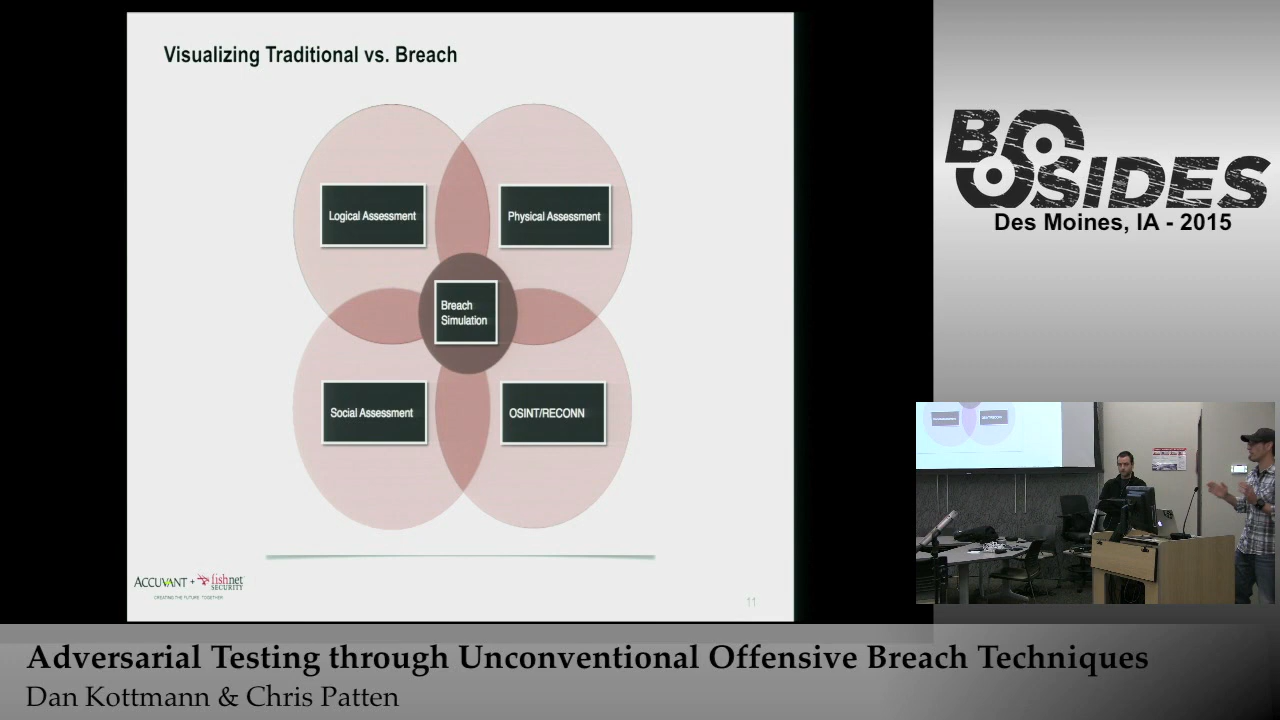 Visualizing Traditional vs. Breach
Logical Assessment
Physical Assessment
Breach
Simulation
Social Assessment
OSINT/RECONN
ACCUVANT + fishnet
SECURITY
CREATING THE FUTURE TOGETHER
11
BSIDES
Des Moines, IA - 2015
Adversarial Testing through Unconventional Offensive Breach Techniques
Dan Kottmann & Chris Patten